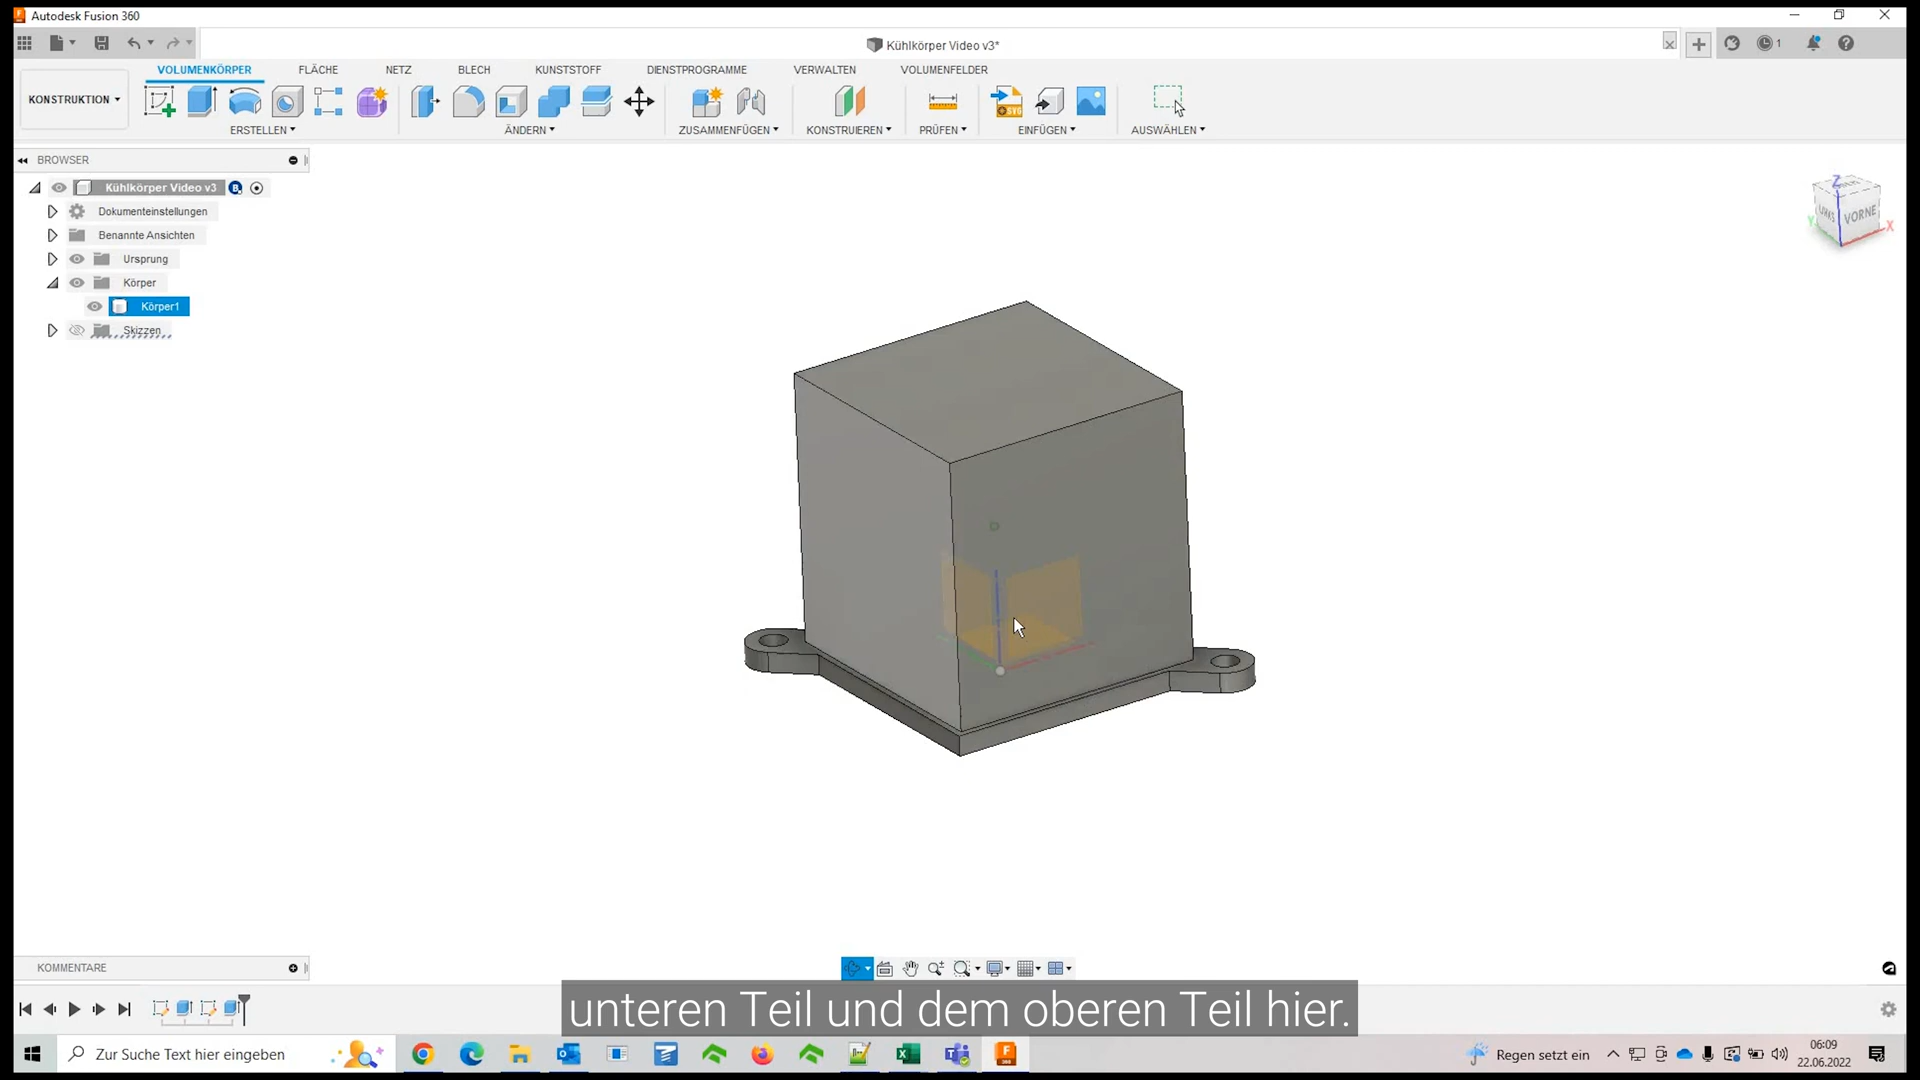 Autodesk Fusion 360
Kühlkörper Video v3*
1
VOLUMENKÖRPER FLÄCHE NETZ BLECH KUNSTSTOFF DIENSTPROGRAMME VERWALTEN VOLUMENFELDER
KONSTRUKTION
ERSTELLEN ÄNDERN ZUSAMMENFÜGEN KONSTRUIEREN PRÜFEN EINFÜGEN AUSWÄHLEN
BROWSER
Kühlkörper Video v3
Dokumenteinstellungen
Benannte Ansichten
Ursprung
Körper
Körper1
Skizzen
Z
LINKS VORNE
Y X
KOMMENTARE
unteren Teil und dem oberen Teil hier.
Zur Suche Text hier eingeben
Regen setzt ein
06:09
22.06.2022